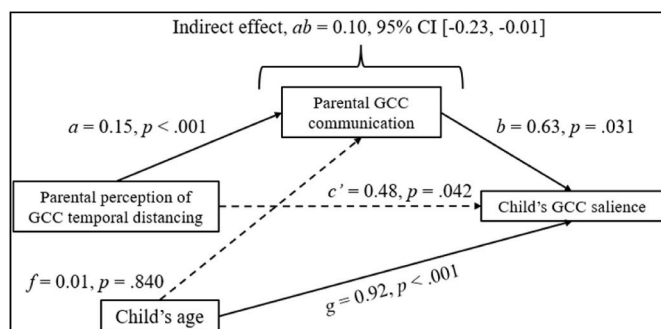 Indirect effect, ab = 0.10, 95% CI [-0.23, -0.01]
Parental GCC
communication
a = 0.15, p < .001
b = 0.63, p = .031
Parental perception of
GCC temporal distancing
c’ = 0.48, p = .042
Child’s GCC salience
f = 0.01, p = .840
g = 0.92, p < .001
Child’s age